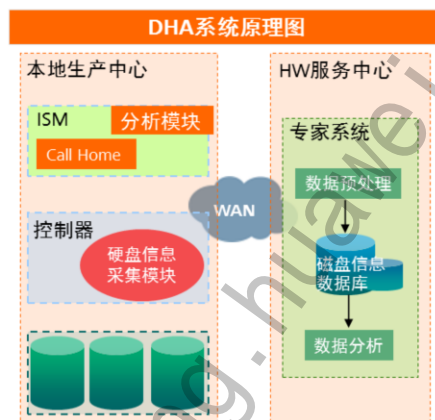 DHA系统原理图
本地生产中心
ISM
分析模块
Call Home
控制器
硬盘信息
采集模块
WAN
HW服务中心
专家系统
数据预处理
磁盘信息
数据库
数据分析
ng.huawei